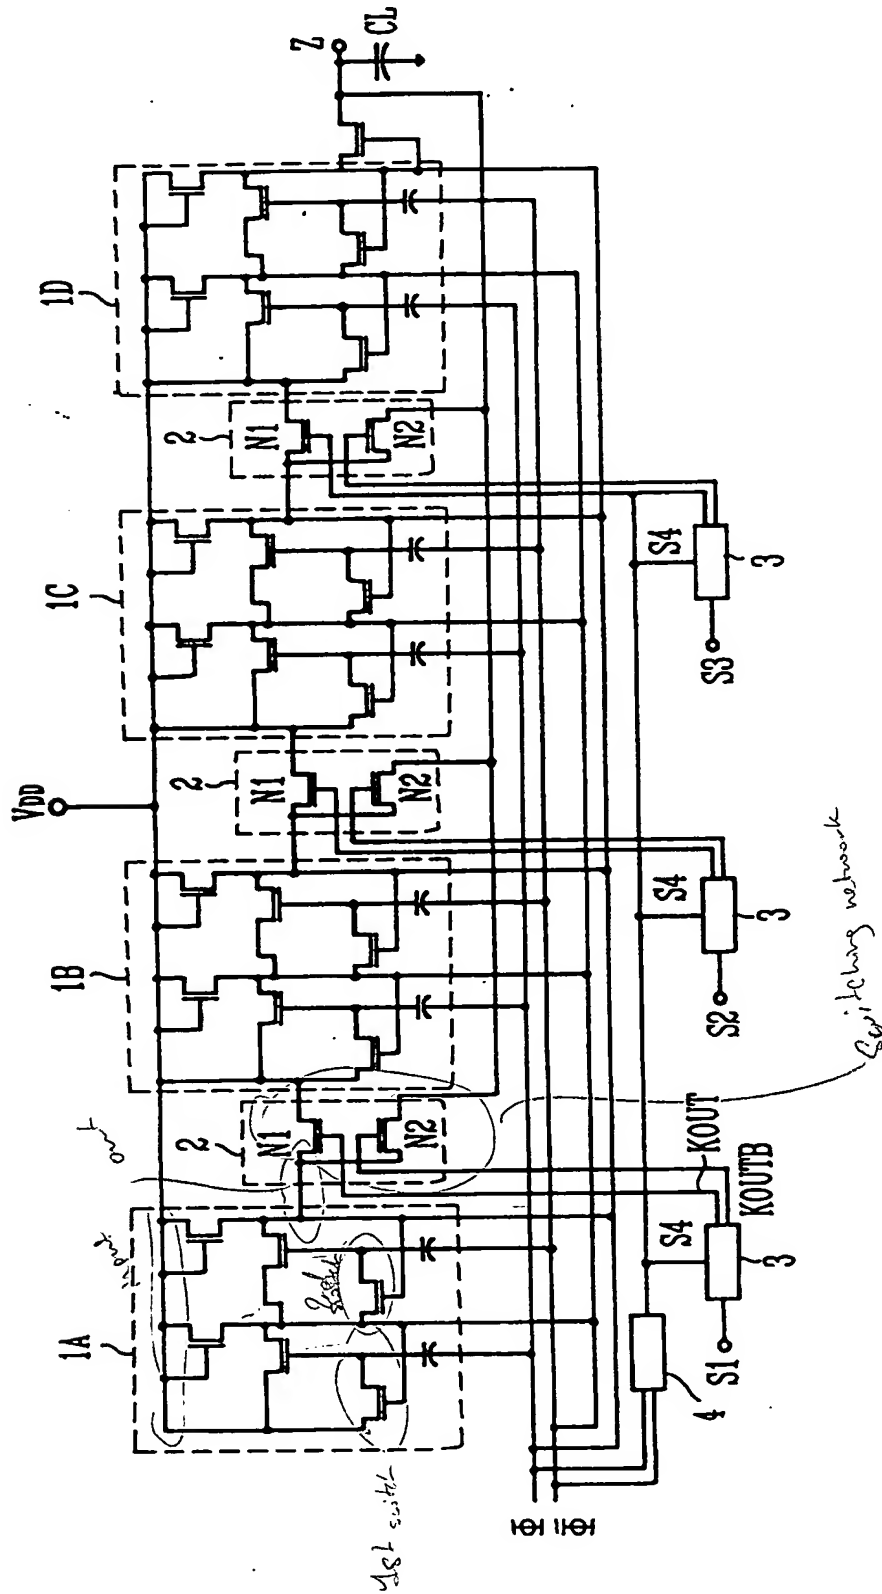 Z
CL
1D
2
N1
N2
S4
3
S3
1C
VDD
2
N1
N2
S4
3
S2
1B
Switching network
2
N1
N2
KOUT
KOUTB
S4
3
S1
out
input
1A
4
Φ
Φ̅
1st switch